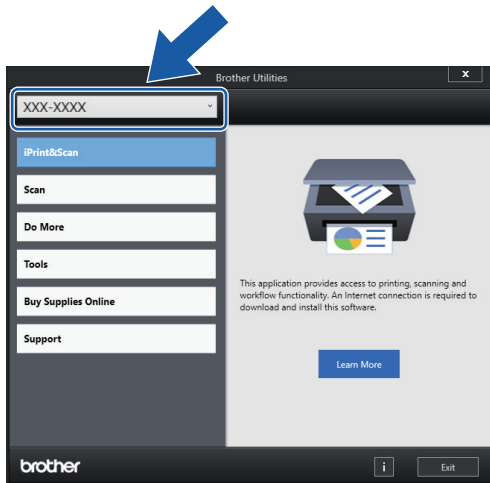 Brother Utilities
x
XXX-XXXX
iPrint&Scan
Scan
Do More
Tools
Buy Supplies Online
Support
This application provides access to printing, scanning and
workflow functionality. An Internet connection is required to
download and install this software.
Learn More
brother
i
Exit